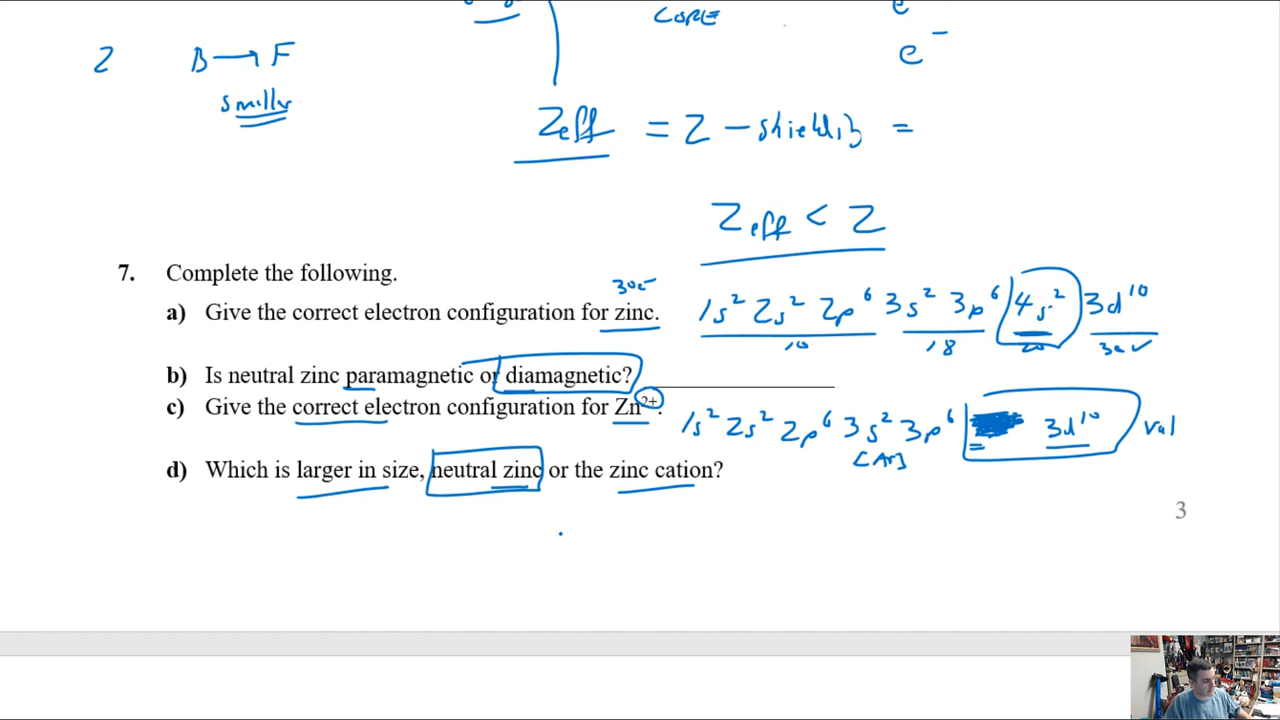 CORE
e
e⁻
2 B → F
smaller
Zeff = Z - shielding =
Zeff < Z
7. Complete the following.
30e⁻
a) Give the correct electron configuration for zinc. 1s² 2s² 2p⁶ 3s² 3p⁶ 4s² 3d¹⁰
10 18 20 30
b) Is neutral zinc paramagnetic or diamagnetic?
c) Give the correct electron configuration for Zn²⁺. 1s² 2s² 2p⁶ 3s² 3p⁶ 3d¹⁰ val
[Ar]
d) Which is larger in size, neutral zinc or the zinc cation?
3